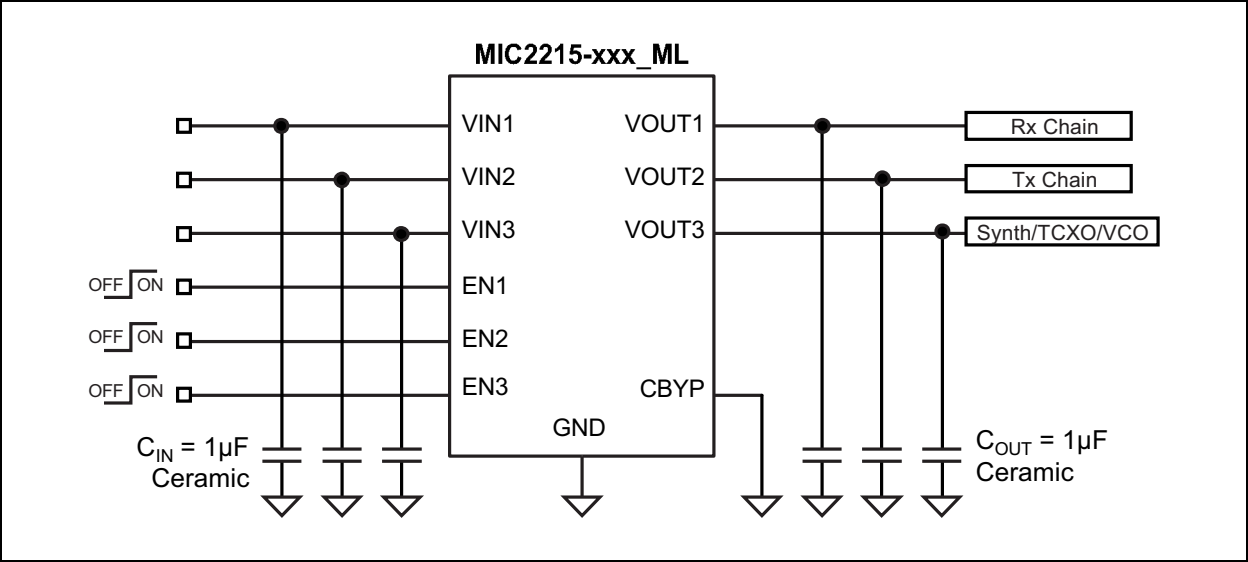 MIC2215-xxx_ML
VIN1
VOUT1
Rx Chain
VIN2
VOUT2
Tx Chain
VIN3
VOUT3
Synth/TCXO/VCO
OFF ON
EN1
OFF ON
EN2
OFF ON
EN3
CBYP
GND
CIN = 1µF
Ceramic
COUT = 1µF
Ceramic